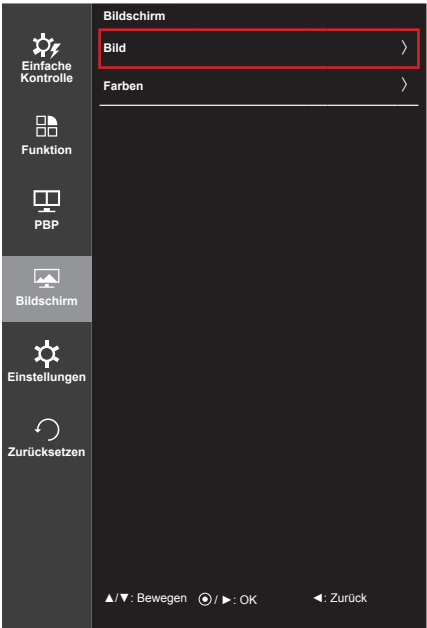 Einfache
Kontrolle
Funktion
PBP
Bildschirm
Einstellungen
Zurücksetzen
Bildschirm
Bild 〉
Farben 〉
▲/▼: Bewegen ⦿ / ►: OK ◄: Zurück